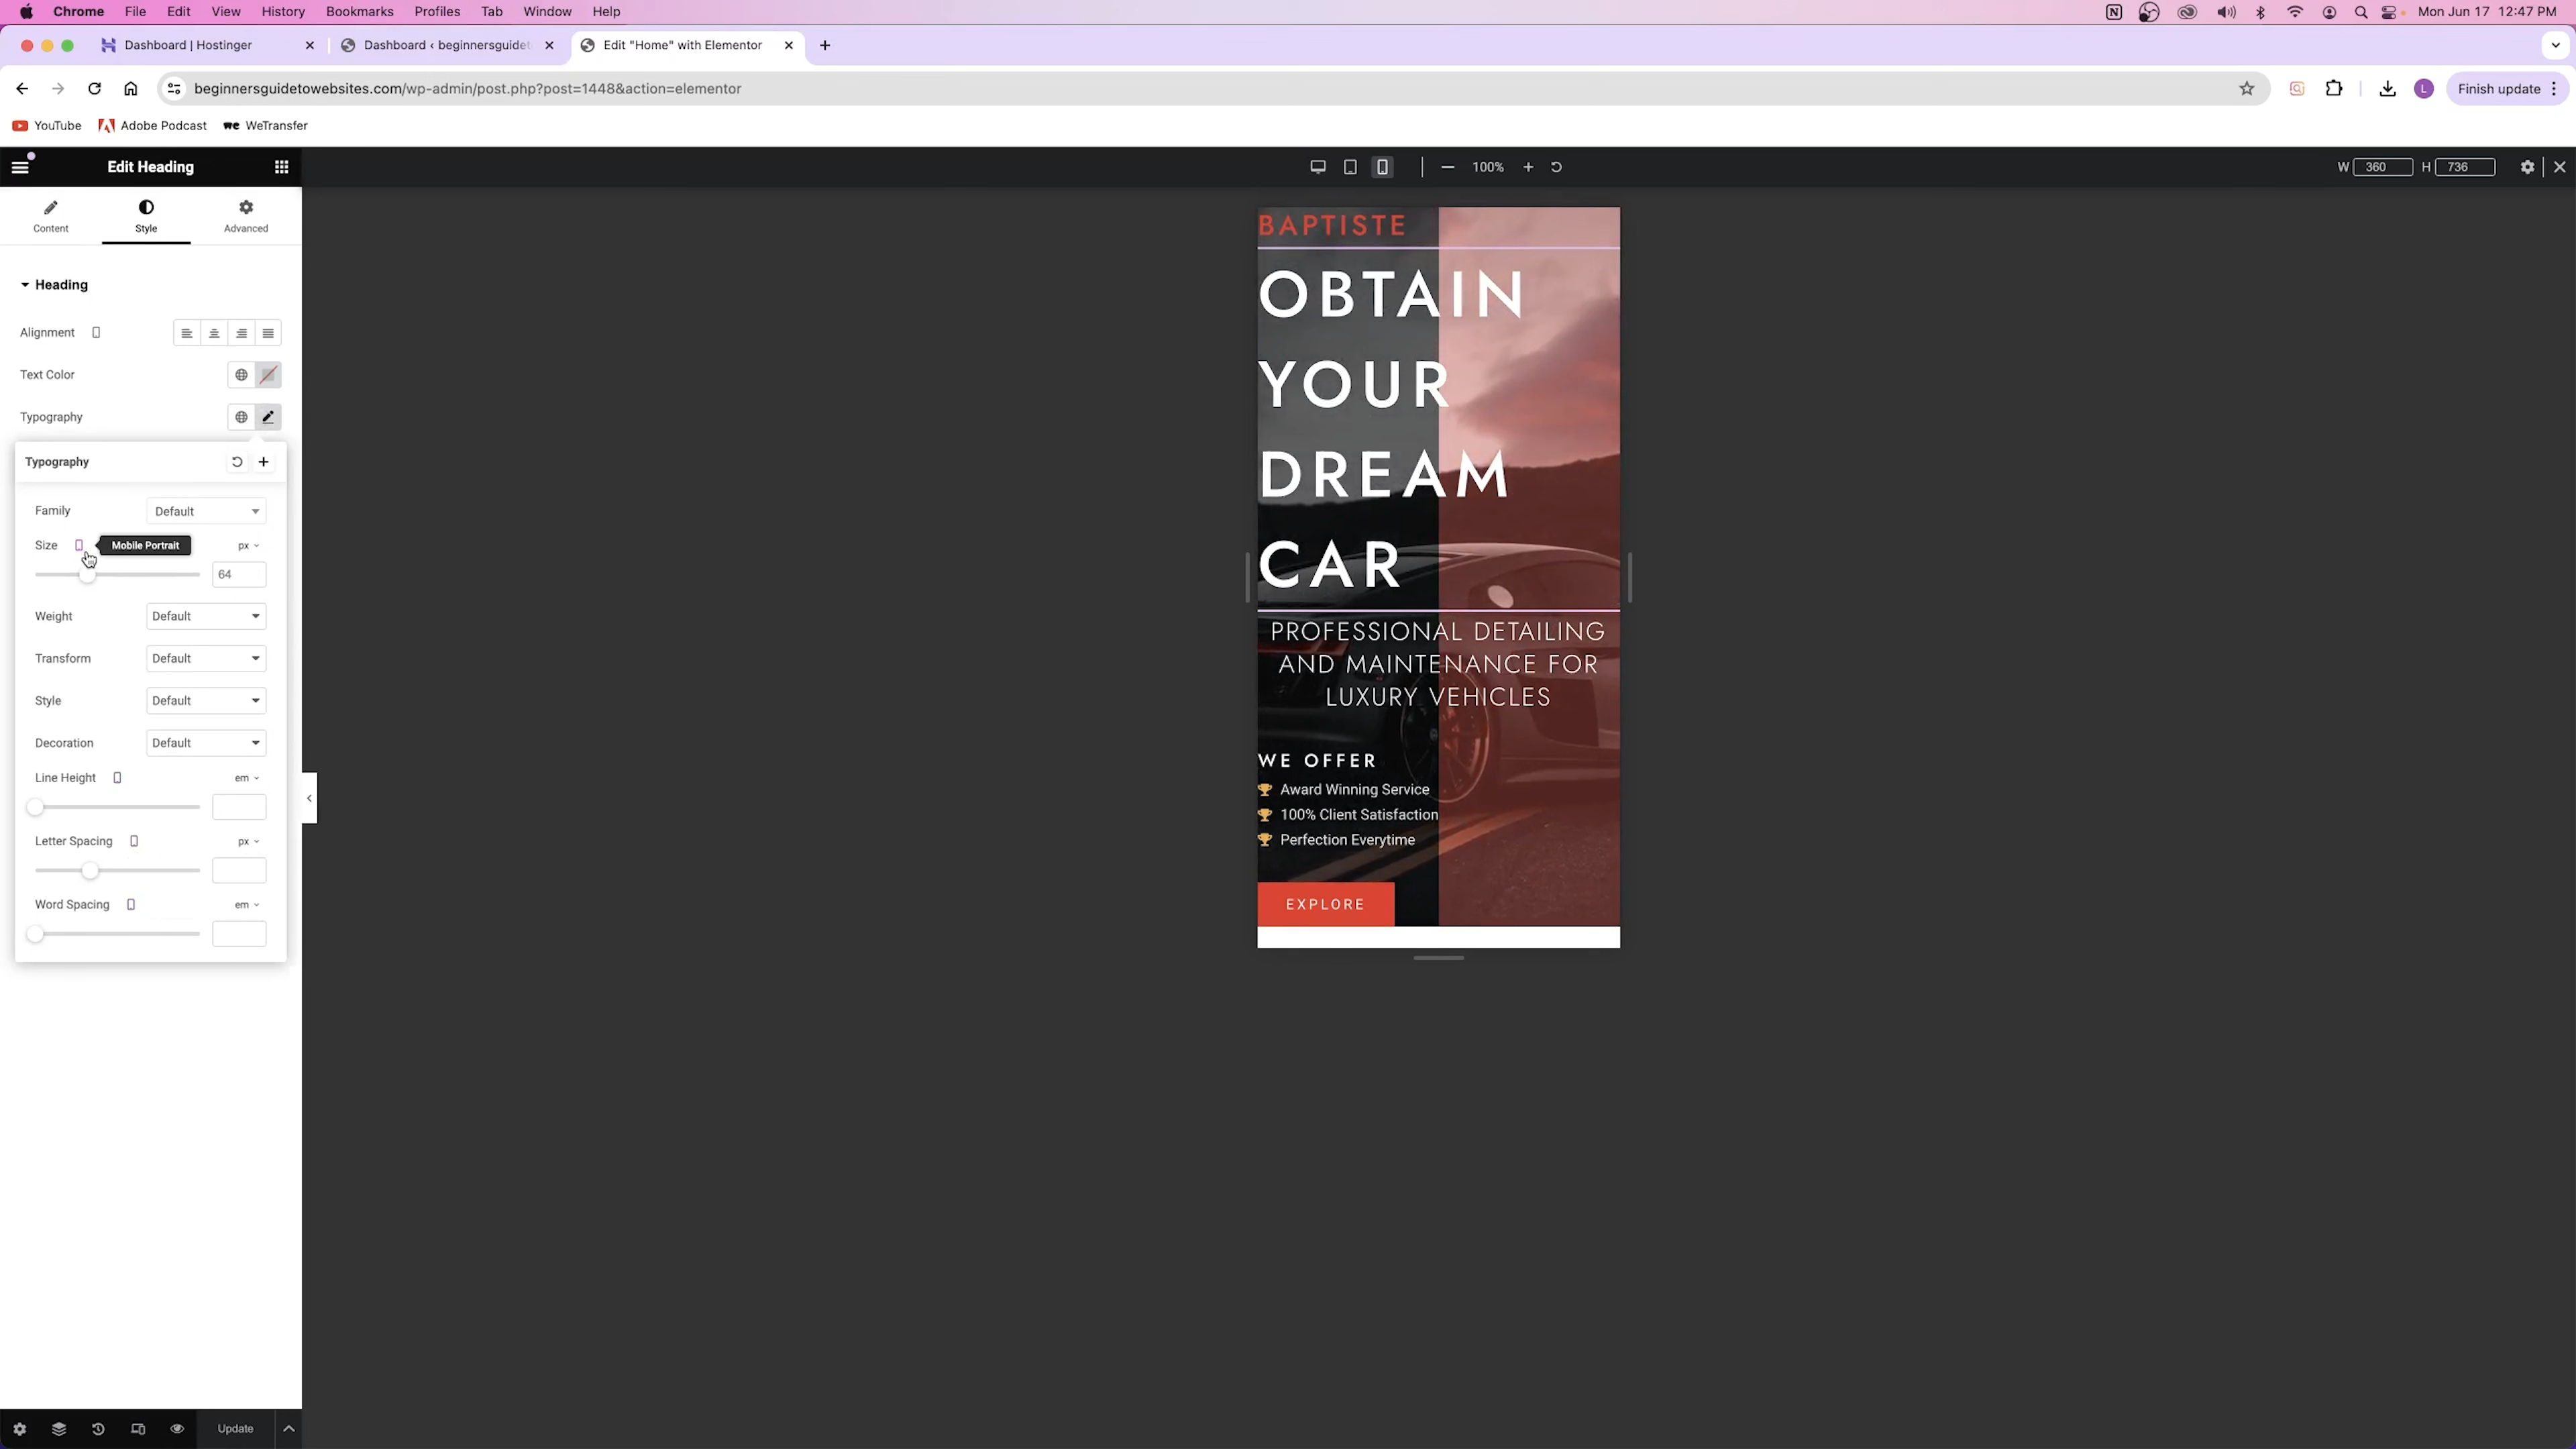 Chrome File Edit View History Bookmarks Profiles Tab Window Help Mon Jun 17 12:47 PM
Dashboard | Hostinger Dashboard ‹ beginnersguidet Edit "Home" with Elementor
beginnersguidetowebsites.com/wp-admin/post.php?post=1448&action=elementor L Finish update
YouTube Adobe Podcast WeTransfer
Edit Heading 100% W 360 H 736
Content Style Advanced
Heading
Alignment
Text Color
Typography
Typography
Family Default
Size Mobile Portrait px
64
Weight Default
Transform Default
Style Default
Decoration Default
Line Height em
Letter Spacing px
Word Spacing em
Update
BAPTISTE
OBTAIN
YOUR
DREAM
CAR
PROFESSIONAL DETAILING
AND MAINTENANCE FOR
LUXURY VEHICLES
WE OFFER
Award Winning Service
100% Client Satisfaction
Perfection Everytime
EXPLORE